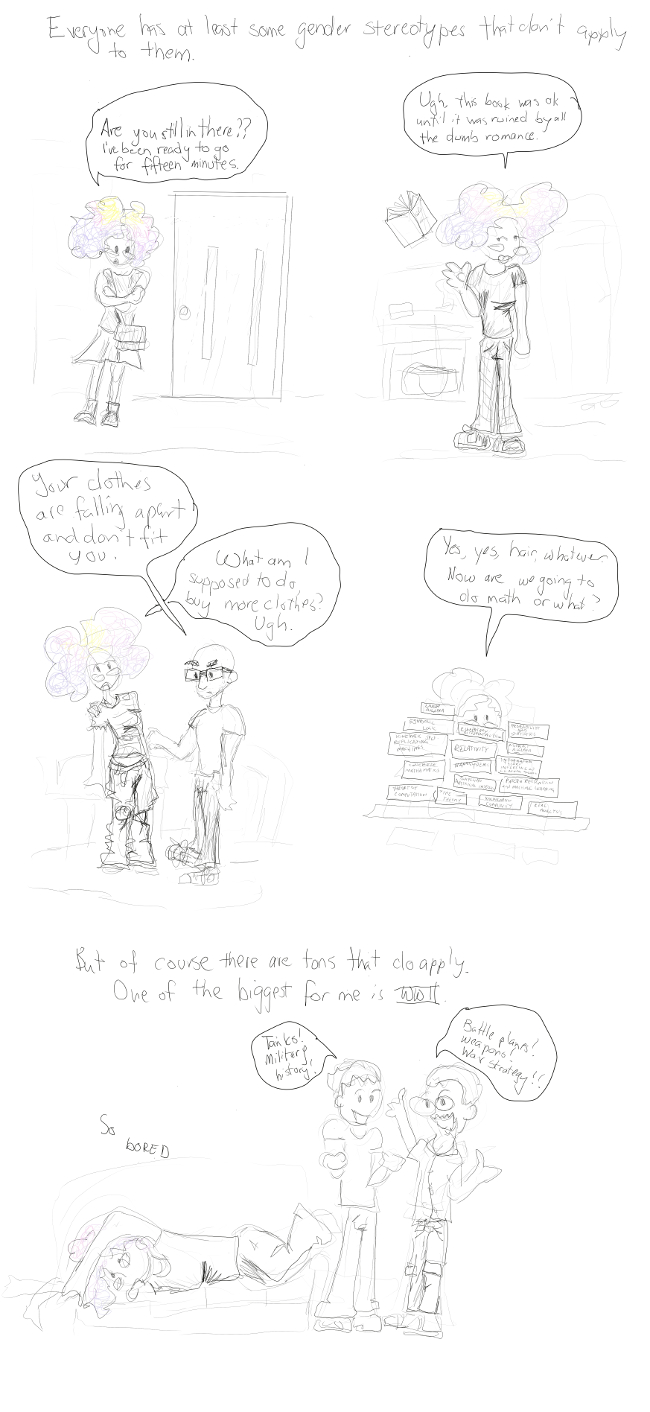 Everyone has at least some gender stereotypes that don't apply
to them.
Are you still in there??
I've been ready to go
for fifteen minutes.
Ugh, this book was ok
until it was ruined by all
the dumb romance.
Your clothes
are falling apart
and don't fit
you.
What am I
supposed to do,
buy more clothes?
Ugh.
Yes, yes, hair, whatever.
Now are we going to
do math or what?
RELATIVITY
But of course there are tons that do apply.
One of the biggest for me is WWII.
Tanks!
Military
history!
Battle planes!
Weapons!
War strategy!!
So
BORED